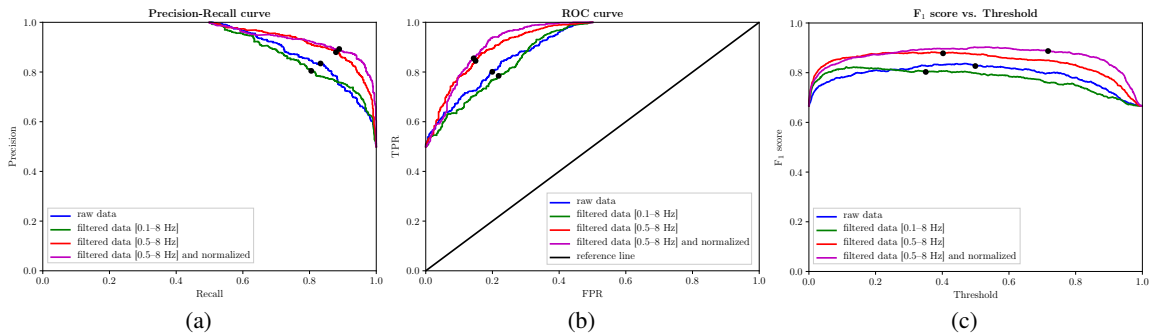 Precision-Recall curve
1.0
0.8
0.6
0.4
0.2
0.0
Precision
raw data
filtered data [0.1–8 Hz]
filtered data [0.5–8 Hz]
filtered data [0.5–8 Hz] and normalized
0.0 0.2 0.4 0.6 0.8 1.0
Recall
(a)
ROC curve
1.0
0.8
0.6
0.4
0.2
0.0
TPR
raw data
filtered data [0.1–8 Hz]
filtered data [0.5–8 Hz]
filtered data [0.5–8 Hz] and normalized
reference line
0.0 0.2 0.4 0.6 0.8 1.0
FPR
(b)
F₁ score vs. Threshold
1.0
0.8
0.6
0.4
0.2
0.0
F₁ score
raw data
filtered data [0.1–8 Hz]
filtered data [0.5–8 Hz]
filtered data [0.5–8 Hz] and normalized
0.0 0.2 0.4 0.6 0.8 1.0
Threshold
(c)